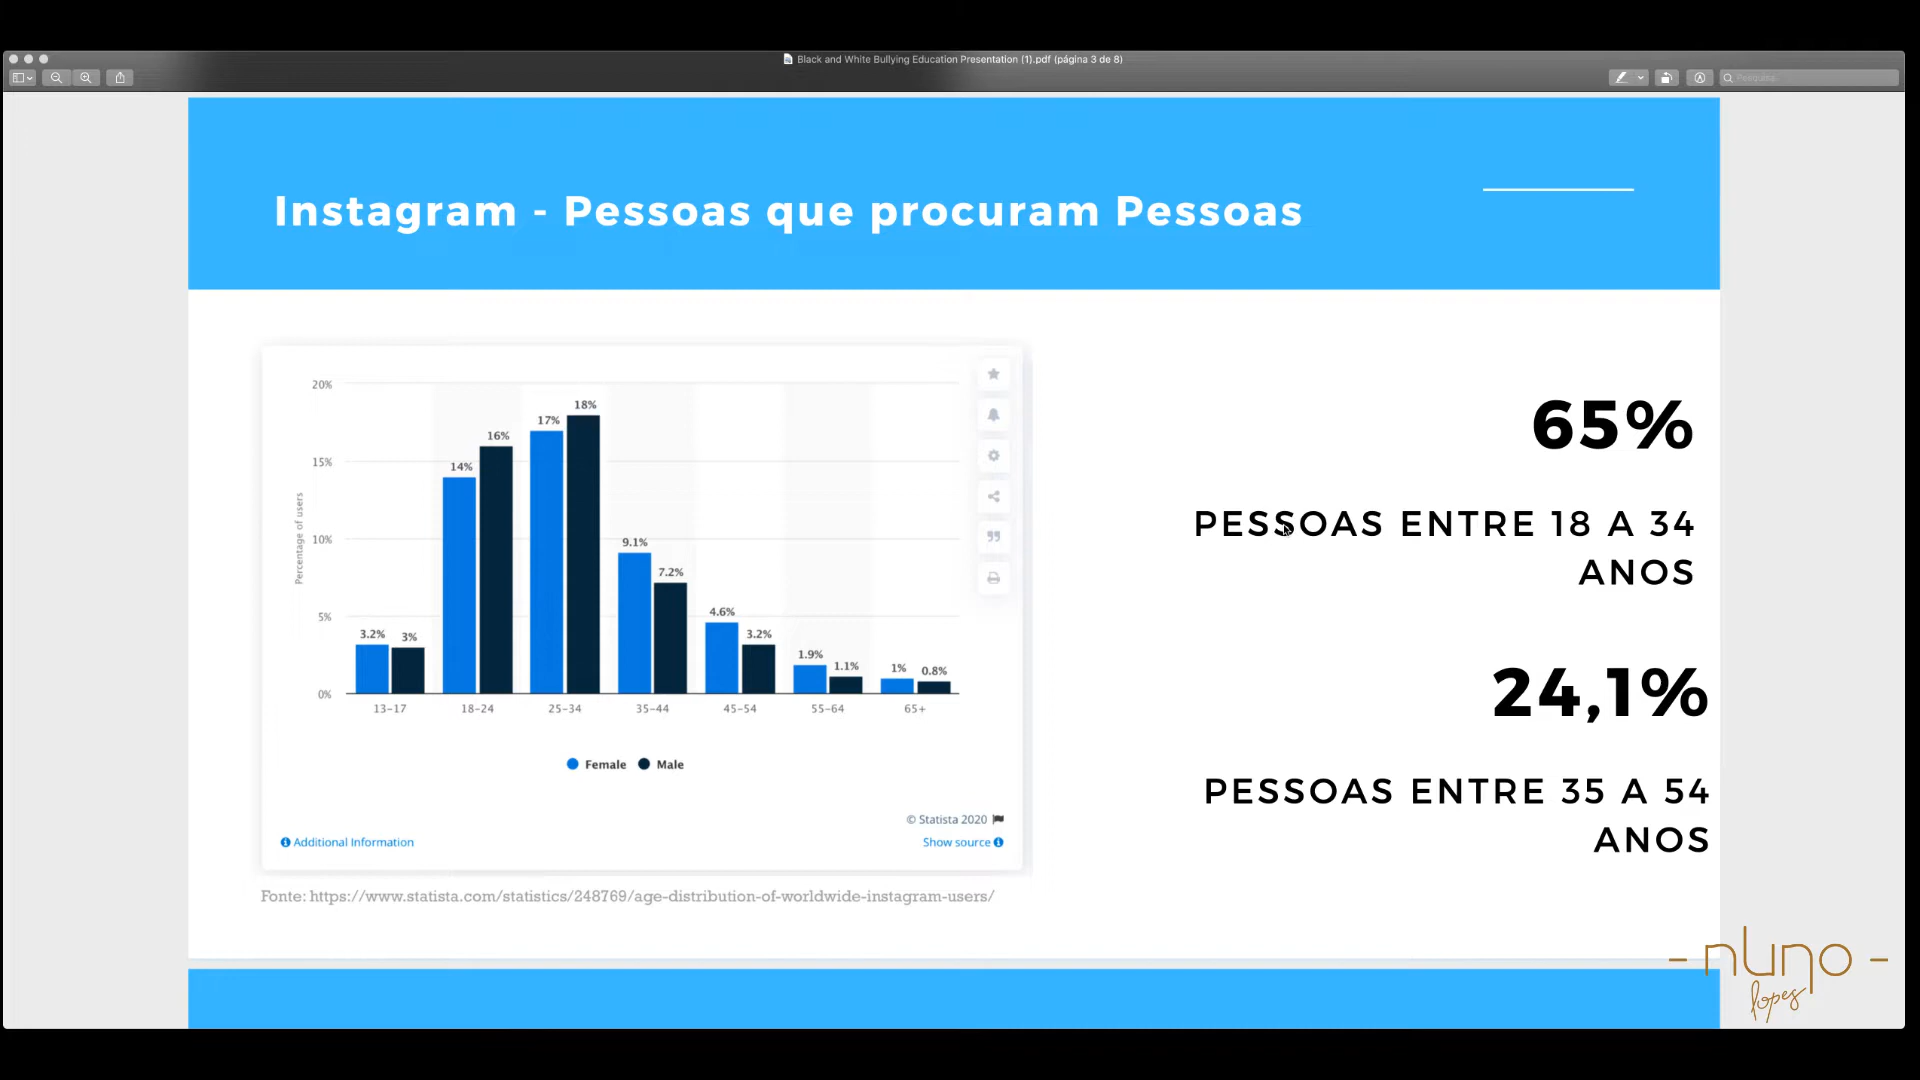 Black and White Bullying Education Presentation (1).pdf (página 3 de 8)
Pesquisa
Instagram - Pessoas que procuram Pessoas
20%
15%
10%
5%
0%
Percentage of users
3.2%
3%
14%
16%
17%
18%
9.1%
7.2%
4.6%
3.2%
1.9%
1.1%
1%
0.8%
13-17
18-24
25-34
35-44
45-54
55-64
65+
Female
Male
© Statista 2020
Additional Information
Show source
Fonte: https://www.statista.com/statistics/248769/age-distribution-of-worldwide-instagram-users/
65%
PESSOAS ENTRE 18 A 34
ANOS
24,1%
PESSOAS ENTRE 35 A 54
ANOS
- nuno -
lopes